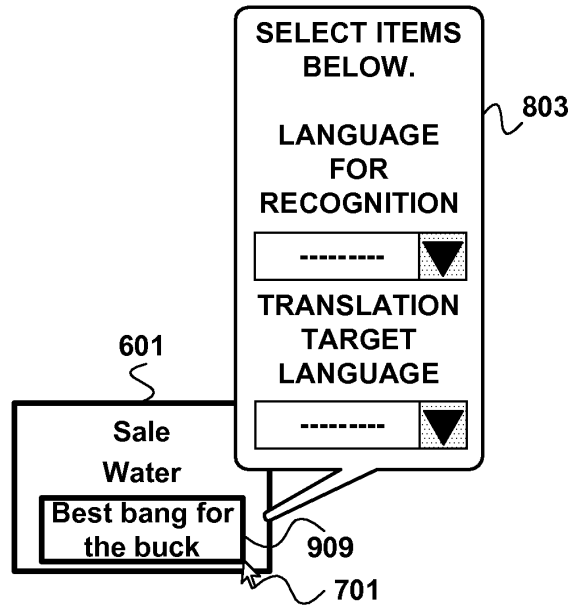 SELECT ITEMS
BELOW.
LANGUAGE
FOR
RECOGNITION
---------
TRANSLATION
TARGET
LANGUAGE
---------
803
601
Sale
Water
Best bang for
the buck
909
701